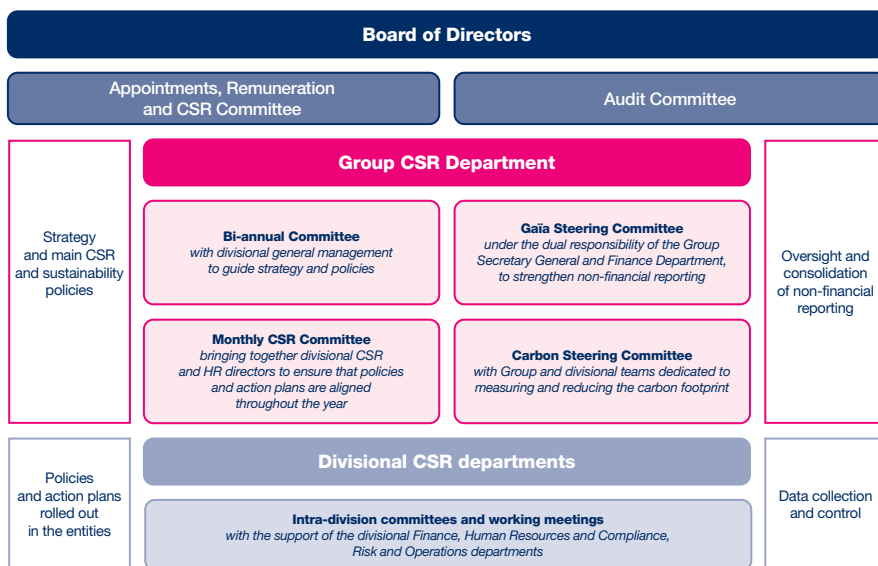 Board of Directors
Appointments, Remuneration
and CSR Committee
Audit Committee
Strategy
and main CSR
and sustainability
policies
Group CSR Department
Bi-annual Committee
with divisional general management
to guide strategy and policies
Gaïa Steering Committee
under the dual responsibility of the Group
Secretary General and Finance Department,
to strengthen non-financial reporting
Monthly CSR Committee
bringing together divisional CSR
and HR directors to ensure that policies
and action plans are aligned
throughout the year
Carbon Steering Committee
with Group and divisional teams dedicated to
measuring and reducing the carbon footprint
Oversight and
consolidation
of non-financial
reporting
Policies
and action plans
rolled out
in the entities
Divisional CSR departments
Intra-division committees and working meetings
with the support of the divisional Finance, Human Resources and Compliance,
Risk and Operations departments
Data collection
and control